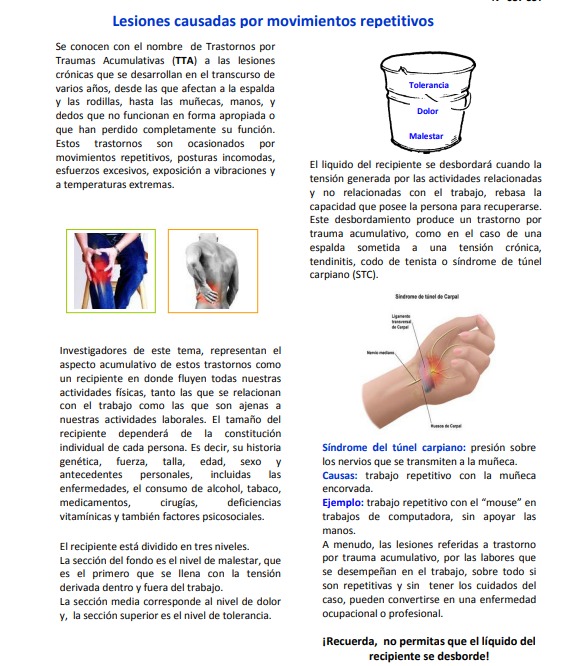 Lesiones causadas por movimientos repetitivos
Se conocen con el nombre de Trastornos por
Traumas Acumulativas (TTA) a las lesiones
crónicas que se desarrollan en el transcurso de
varios años, desde las que afectan a la espalda
y las rodillas, hasta las muñecas, manos, y
dedos que no funcionan en forma apropiada o
que han perdido completamente su función.
Estos trastornos son ocasionados por
movimientos repetitivos, posturas incomodas,
esfuerzos excesivos, exposición a vibraciones y
a temperaturas extremas.
Investigadores de este tema, representan el
aspecto acumulativo de estos trastornos como
un recipiente en donde fluyen todas nuestras
actividades físicas, tanto las que se relacionan
con el trabajo como las que son ajenas a
nuestras actividades laborales. El tamaño del
recipiente dependerá de la constitución
individual de cada persona. Es decir, su historia
genética, fuerza, talla, edad, sexo y
antecedentes personales, incluidas las
enfermedades, el consumo de alcohol, tabaco,
medicamentos, cirugías, deficiencias
vitamínicas y también factores psicosociales.
El recipiente está dividido en tres niveles.
La sección del fondo es el nivel de malestar, que
es el primero que se llena con la tensión
derivada dentro y fuera del trabajo.
La sección media corresponde al nivel de dolor
y, la sección superior es el nivel de tolerancia.
Tolerancia
Dolor
Malestar
El liquido del recipiente se desbordará cuando la
tensión generada por las actividades relacionadas
y no relacionadas con el trabajo, rebasa la
capacidad que posee la persona para recuperarse.
Este desbordamiento produce un trastorno por
trauma acumulativo, como en el caso de una
espalda sometida a una tensión crónica,
tendinitis, codo de tenista o síndrome de túnel
carpiano (STC).
Síndrome de túnel de Carpal
Ligamento
transversal
de Carpal
Nervio mediano
Huesos de Carpal
Síndrome del túnel carpiano: presión sobre
los nervios que se transmiten a la muñeca.
Causas: trabajo repetitivo con la muñeca
encorvada.
Ejemplo: trabajo repetitivo con el “mouse” en
trabajos de computadora, sin apoyar las
manos.
A menudo, las lesiones referidas a trastorno
por trauma acumulativo, por las labores que
se desempeñan en el trabajo, sobre todo si
son repetitivas y sin tener los cuidados del
caso, pueden convertirse en una enfermedad
ocupacional o profesional.
¡Recuerda, no permitas que el líquido del
recipiente se desborde!